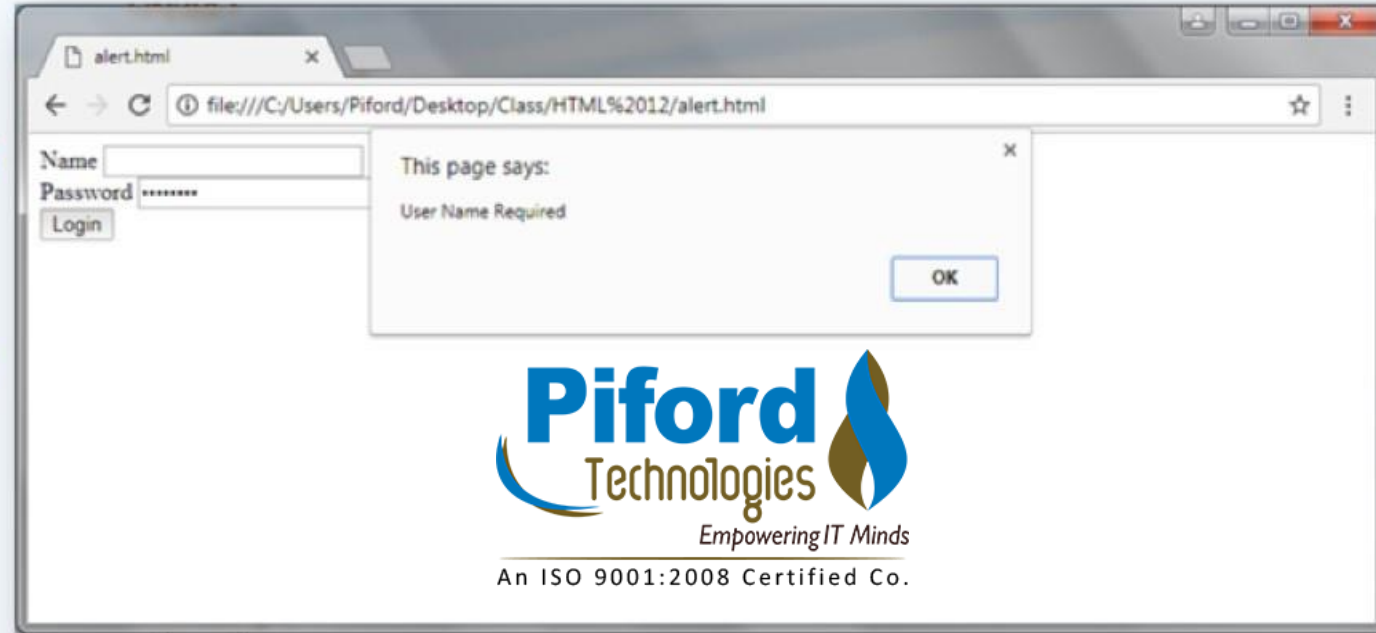 alert.html
file:///C:/Users/Piford/Desktop/Class/HTML%2012/alert.html
Name
Password ········
Login
This page says:
User Name Required
OK
Piford
Technologies
Empowering IT Minds
An ISO 9001:2008 Certified Co.